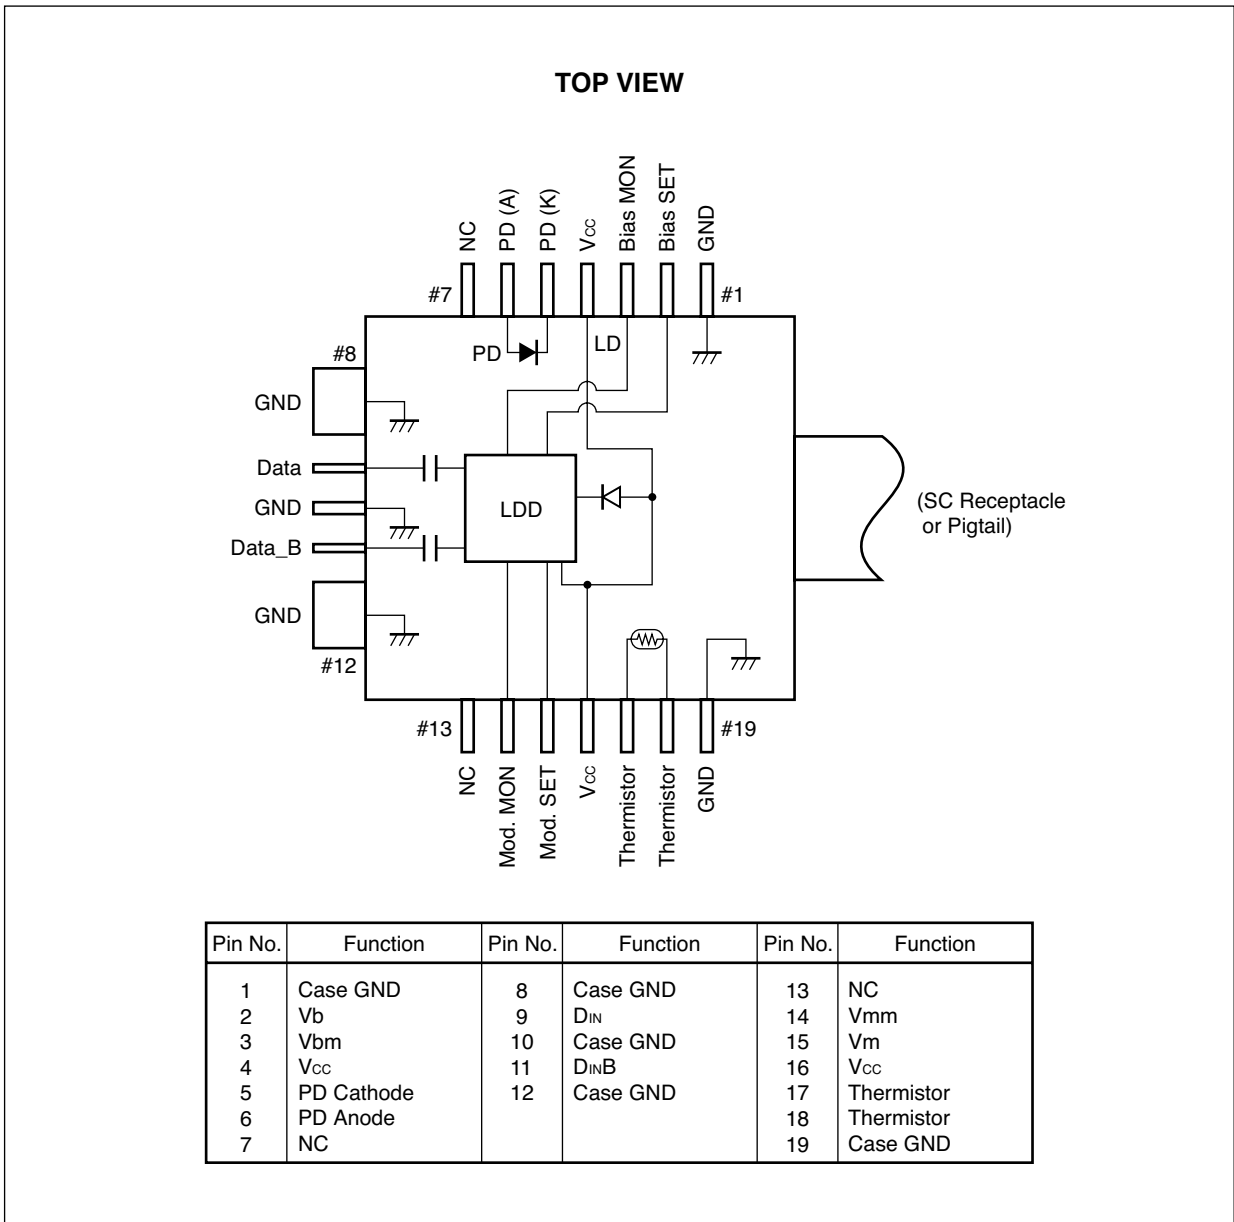 TOP VIEW
NC
PD (A)
PD (K)
Vcc
Bias MON
Bias SET
GND
#7
#1
PD
LD
#8
GND
Data
GND
Data_B
GND
#12
LDD
(SC Receptacle
or Pigtail)
#13
#19
NC
Mod. MON
Mod. SET
Vcc
Thermistor
Thermistor
GND
Pin No. Function Pin No. Function Pin No. Function
1 Case GND 8 Case GND 13 NC
2 Vb 9 DIN 14 Vmm
3 Vbm 10 Case GND 15 Vm
4 VCC 11 DINB 16 VCC
5 PD Cathode 12 Case GND 17 Thermistor
6 PD Anode 18 Thermistor
7 NC 19 Case GND